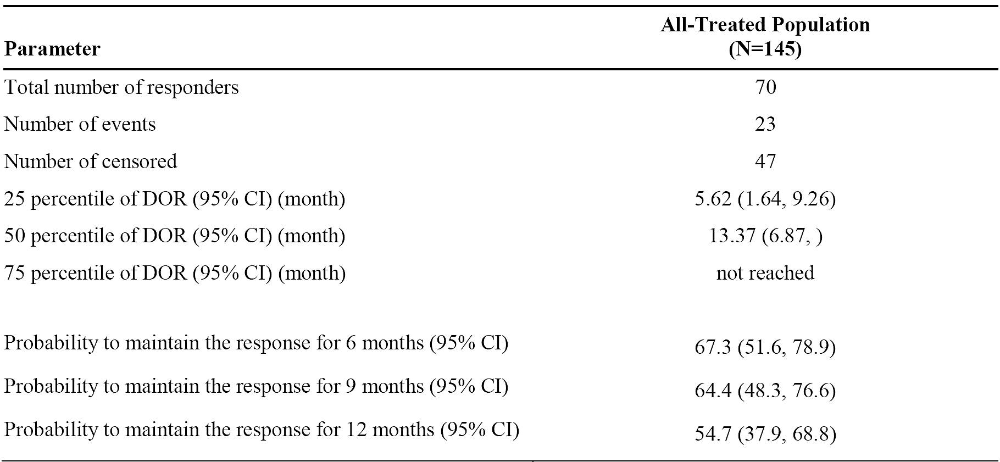 All-Treated Population
Parameter (N=145)
Total number of responders 70
Number of events 23
Number of censored 47
25 percentile of DOR (95% CI) (month) 5.62 (1.64, 9.26)
50 percentile of DOR (95% CI) (month) 13.37 (6.87, )
75 percentile of DOR (95% CI) (month) not reached
Probability to maintain the response for 6 months (95% CI) 67.3 (51.6, 78.9)
Probability to maintain the response for 9 months (95% CI) 64.4 (48.3, 76.6)
Probability to maintain the response for 12 months (95% CI) 54.7 (37.9, 68.8)